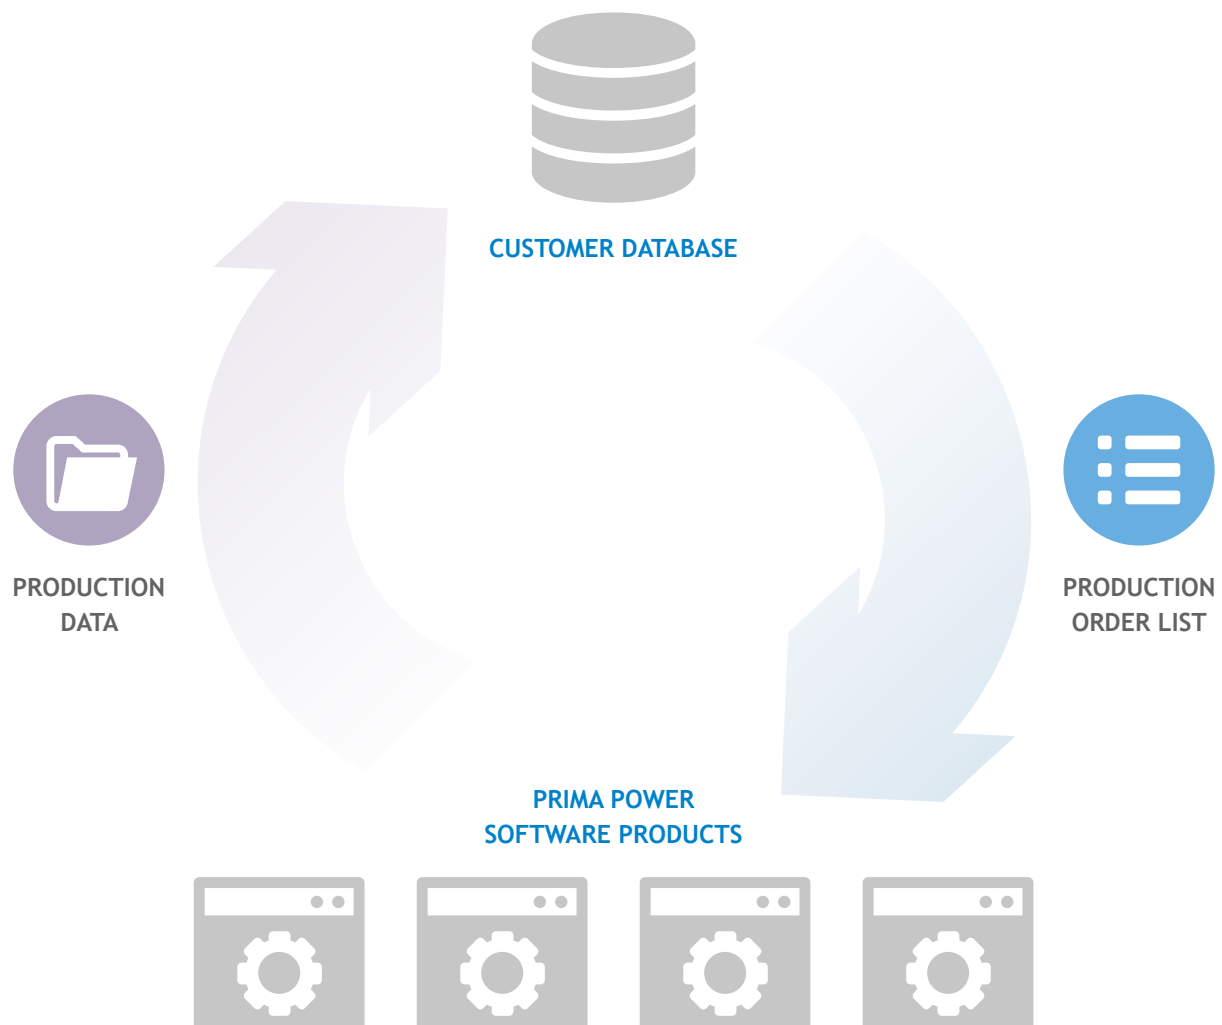 CUSTOMER DATABASE
PRODUCTION
DATA
PRODUCTION
ORDER LIST
PRIMA POWER
SOFTWARE PRODUCTS